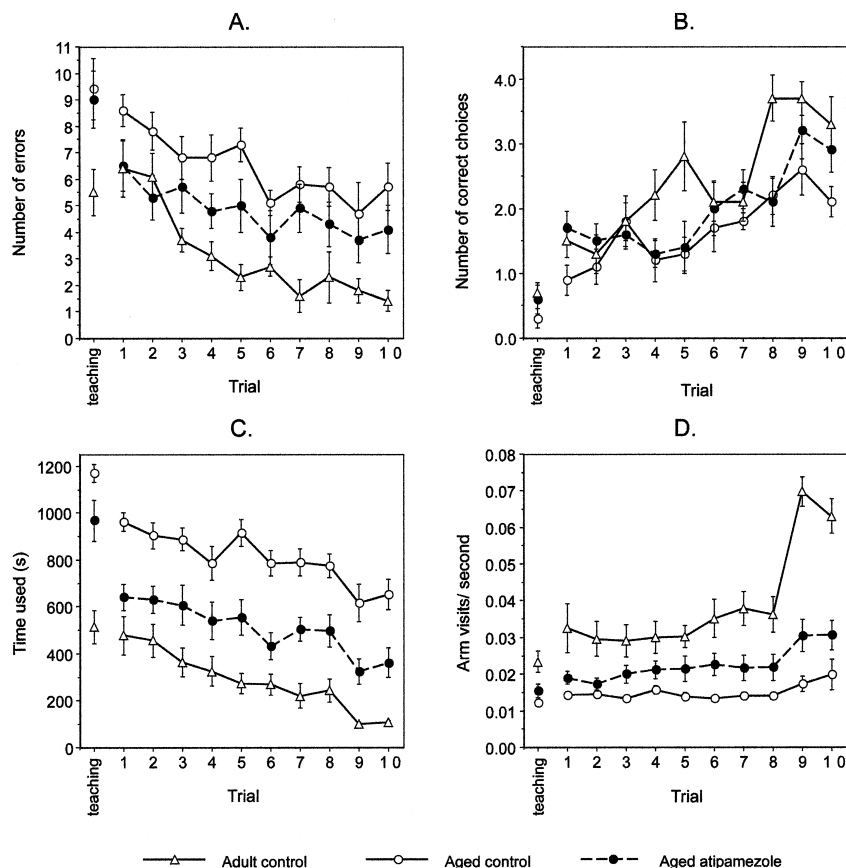 A.
B.
11
10
9
8
7
6
5
4
3
2
1
0
Number of errors
teaching
1 2 3 4 5 6 7 8 9 1 0
Trial
4.0
3.0
2.0
1.0
0.0
Number of correct choices
teaching
1 2 3 4 5 6 7 8 9 1 0
Trial
C.
D.
1200
1000
800
600
400
200
0
Time used (s)
teaching
1 2 3 4 5 6 7 8 9 1 0
Trial
0.08
0.07
0.06
0.05
0.04
0.03
0.02
0.01
0.00
Arm visits/ second
teaching
1 2 3 4 5 6 7 8 9 1 0
Trial
Adult control Aged control Aged atipamezole